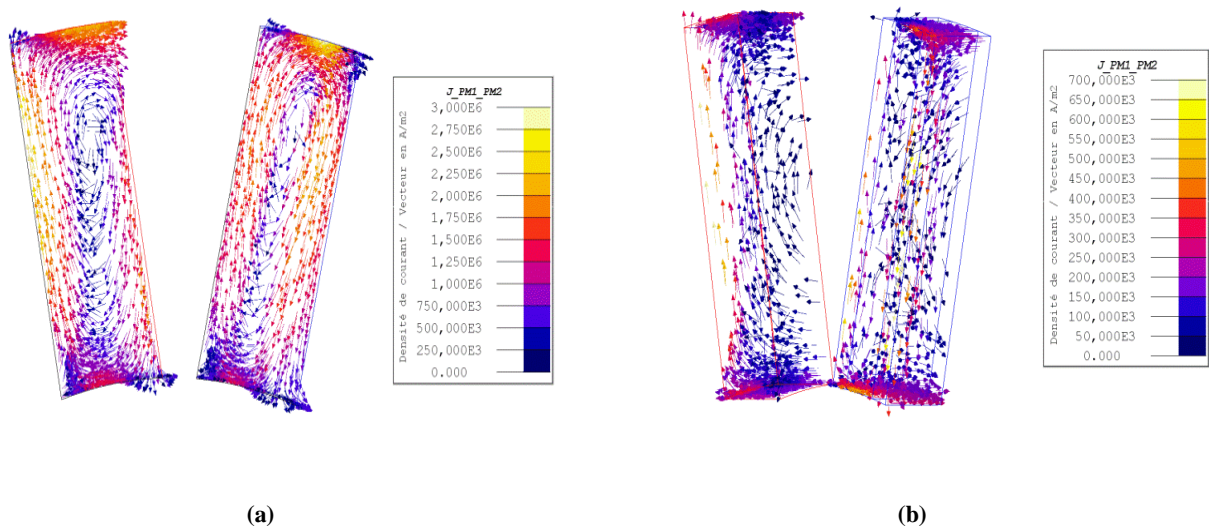 J_PM1_PM2
3,000E6
2,750E6
2,500E6
2,250E6
2,000E6
1,750E6
1,500E6
1,250E6
1,000E6
750,000E3
500,000E3
250,000E3
0.000
Densité de courant / Vecteur en A/m2
J_PM1_PM2
700,000E3
650,000E3
600,000E3
550,000E3
500,000E3
450,000E3
400,000E3
350,000E3
300,000E3
250,000E3
200,000E3
150,000E3
100,000E3
50,000E3
0.000
Densité de courant / Vecteur en A/m2
(a)
(b)